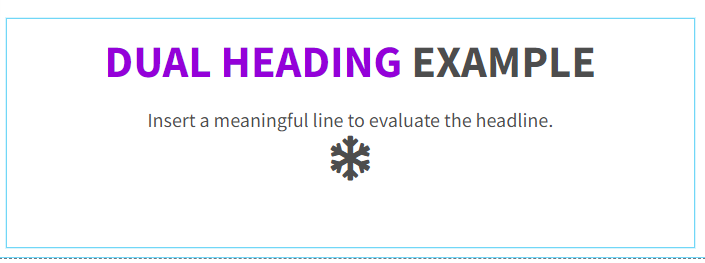 DUAL HEADING EXAMPLE
Insert a meaningful line to evaluate the headline.